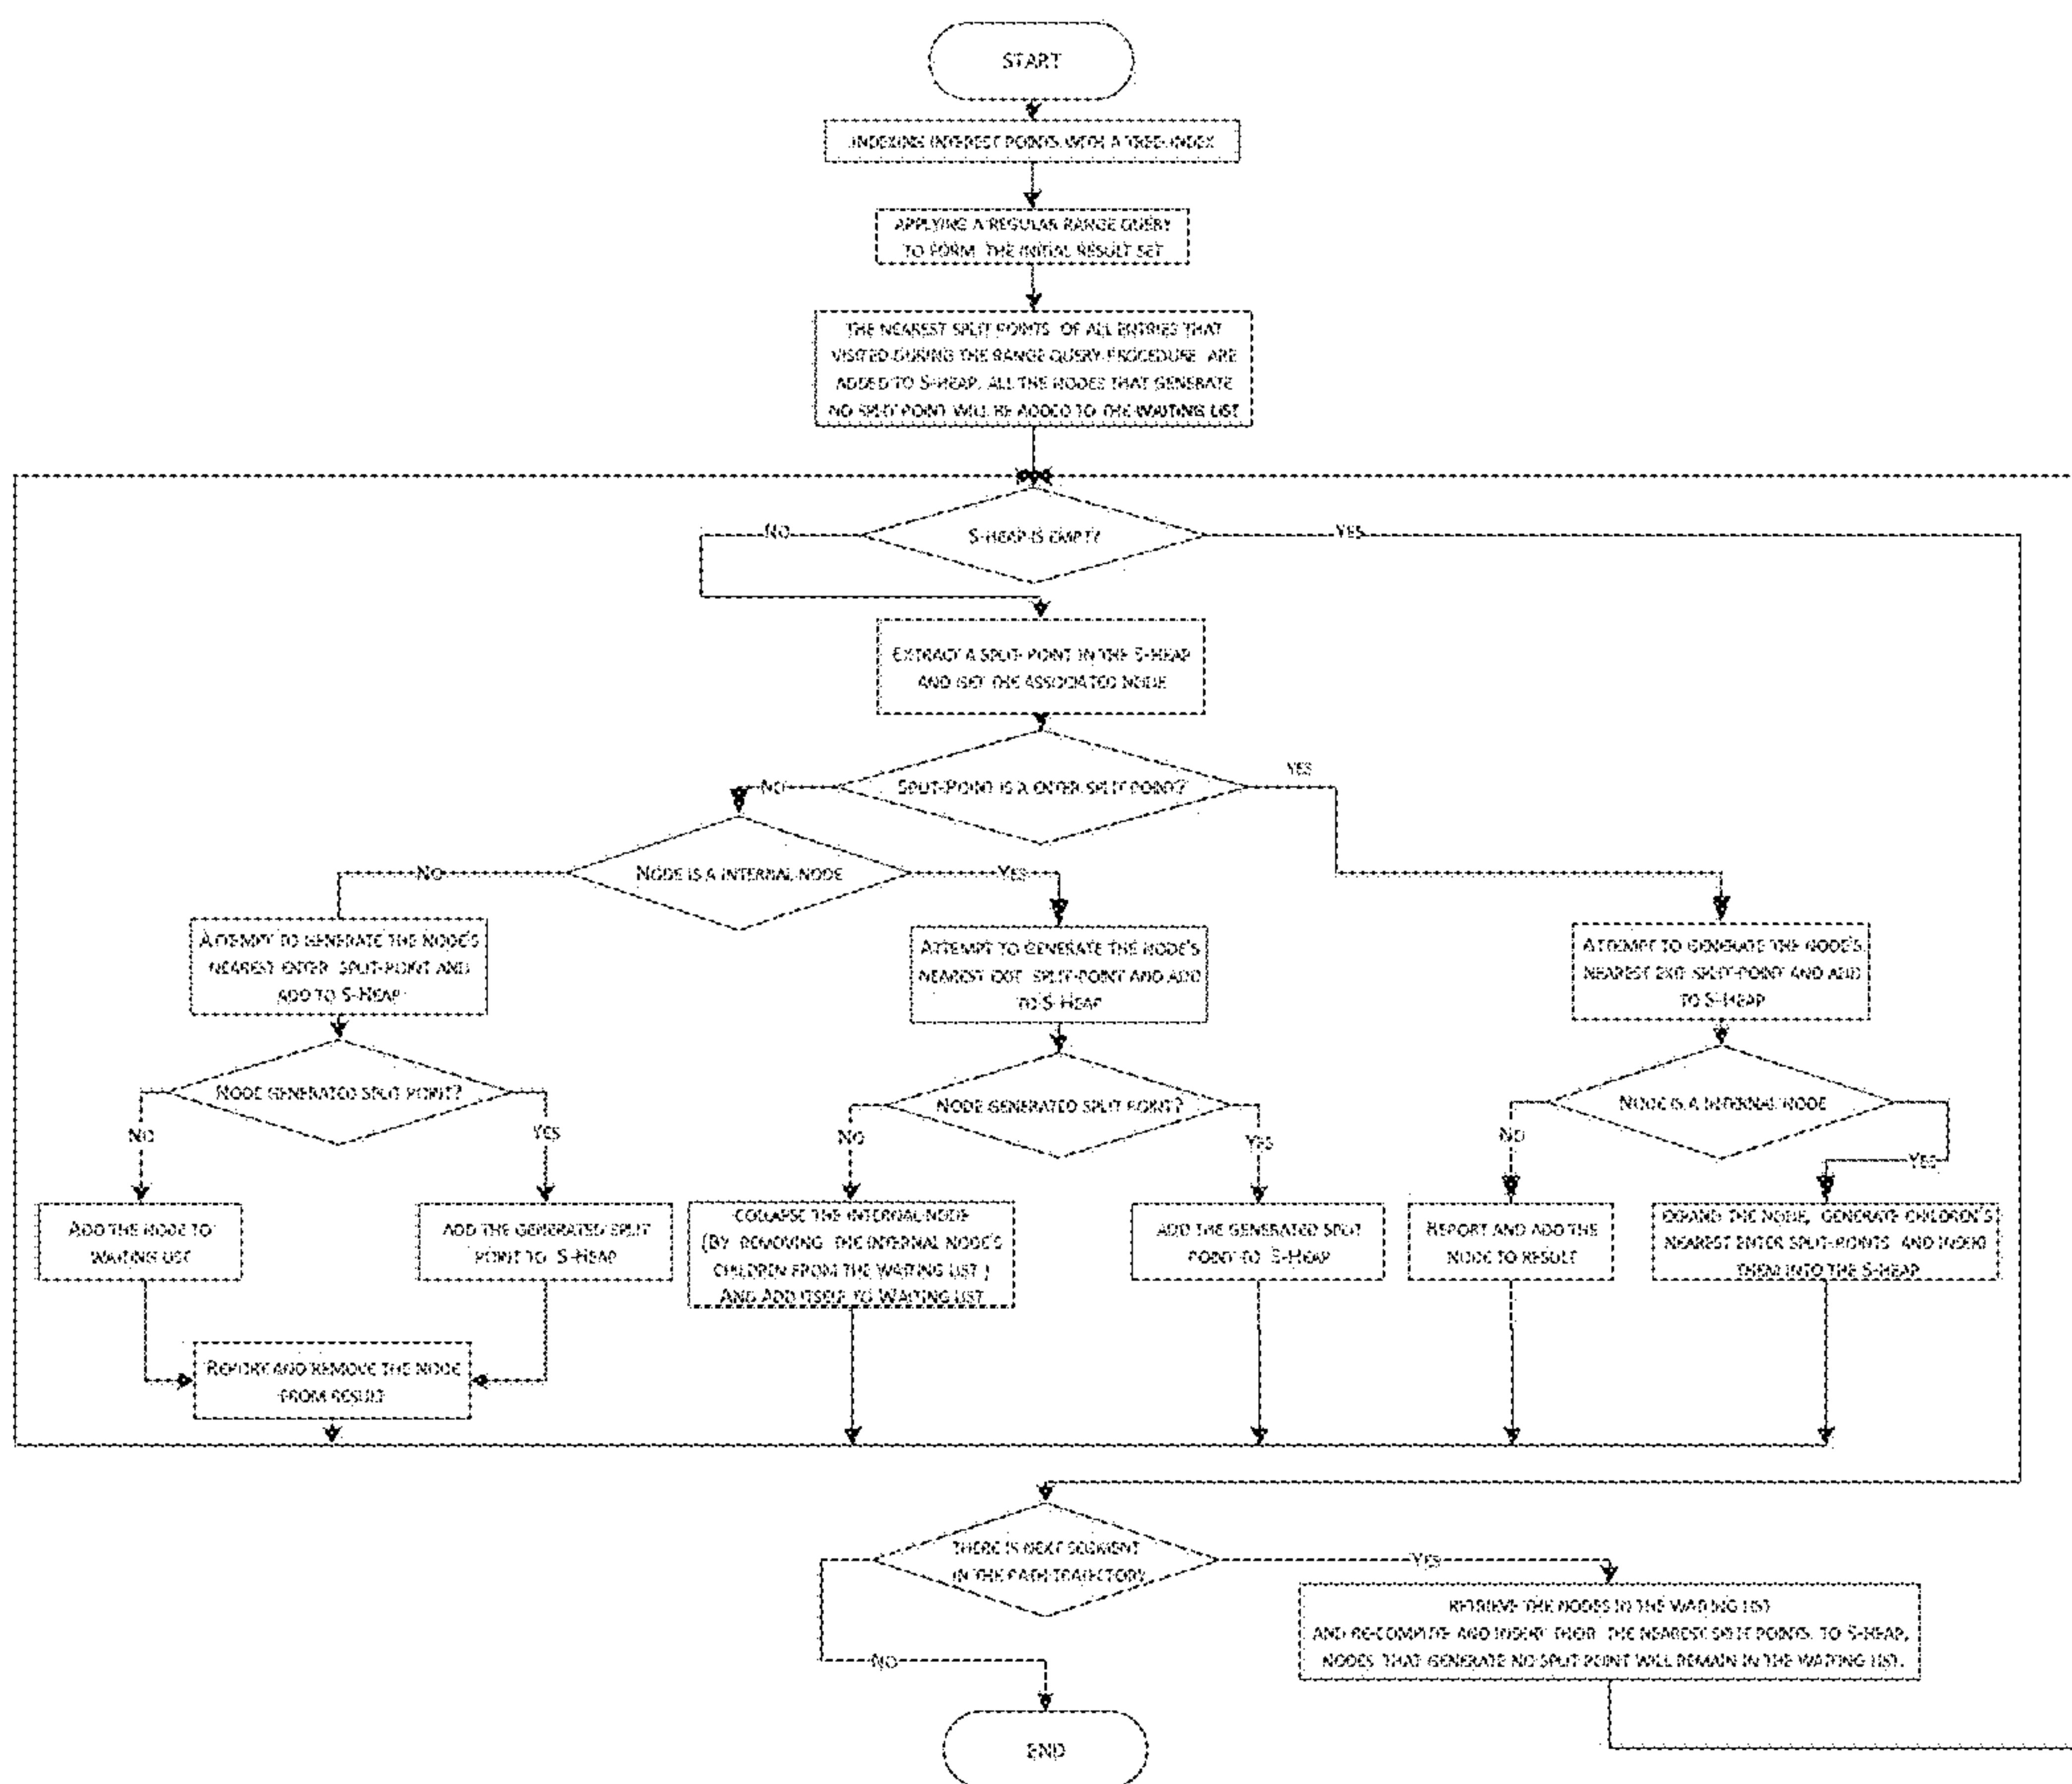 START
INDEXING INTEREST POINTS WITH A TREE-INDEX
APPLYING A REGULAR RANGE QUERY
TO FORM THE INITIAL RESULT SET
THE NEAREST SPLIT POINTS OF ALL ENTRIES THAT
VISITED DURING THE RANGE QUERY PROCEDURE ARE
ADDED TO S-HEAP. ALL THE NODES THAT GENERATE
NO SPLIT POINT WILL BE ADDED TO THE WAITING LIST
S-HEAP IS EMPTY?
NO
YES
EXTRACT A SPLIT-POINT IN THE S-HEAP
AND GET THE ASSOCIATED NODE
SPLIT-POINT IS A ENTER SPLIT POINT?
NO
YES
NODE IS A INTERNAL NODE
NO
YES
ATTEMPT TO GENERATE THE NODE'S
NEAREST ENTER SPLIT-POINT AND
ADD TO S-HEAP
ATTEMPT TO GENERATE THE NODE'S
NEAREST EXIT SPLIT-POINT AND ADD
TO S-HEAP
ATTEMPT TO GENERATE THE NODE'S
NEAREST EXIT SPLIT-POINT AND ADD
TO S-HEAP
NODE GENERATED SPLIT POINT?
NO
YES
NODE GENERATED SPLIT POINT?
NO
YES
NODE IS A INTERNAL NODE
NO
YES
ADD THE NODE TO
WAITING LIST
ADD THE GENERATED SPLIT
POINT TO S-HEAP
COLLAPSE THE INTERNAL NODE
(BY REMOVING THE INTERNAL NODE'S
CHILDREN FROM THE WAITING LIST)
AND ADD ITSELF TO WAITING LIST
ADD THE GENERATED SPLIT
POINT TO S-HEAP
REPORT AND ADD THE
NODE TO RESULT
EXPAND THE NODE, GENERATE CHILDREN'S
NEAREST ENTER SPLIT-POINTS AND INSERT
THEM INTO THE S-HEAP
REPORT AND REMOVE THE NODE
FROM RESULT
THERE IS NEXT SEGMENT
IN THE PATH TRAJECTORY
YES
NO
RETRIEVE THE NODES IN THE WAITING LIST
AND RE-COMPUTE AND INSERT THEIR THE NEAREST SPLIT POINTS TO S-HEAP,
NODES THAT GENERATE NO SPLIT POINT WILL REMAIN IN THE WAITING LIST.
END